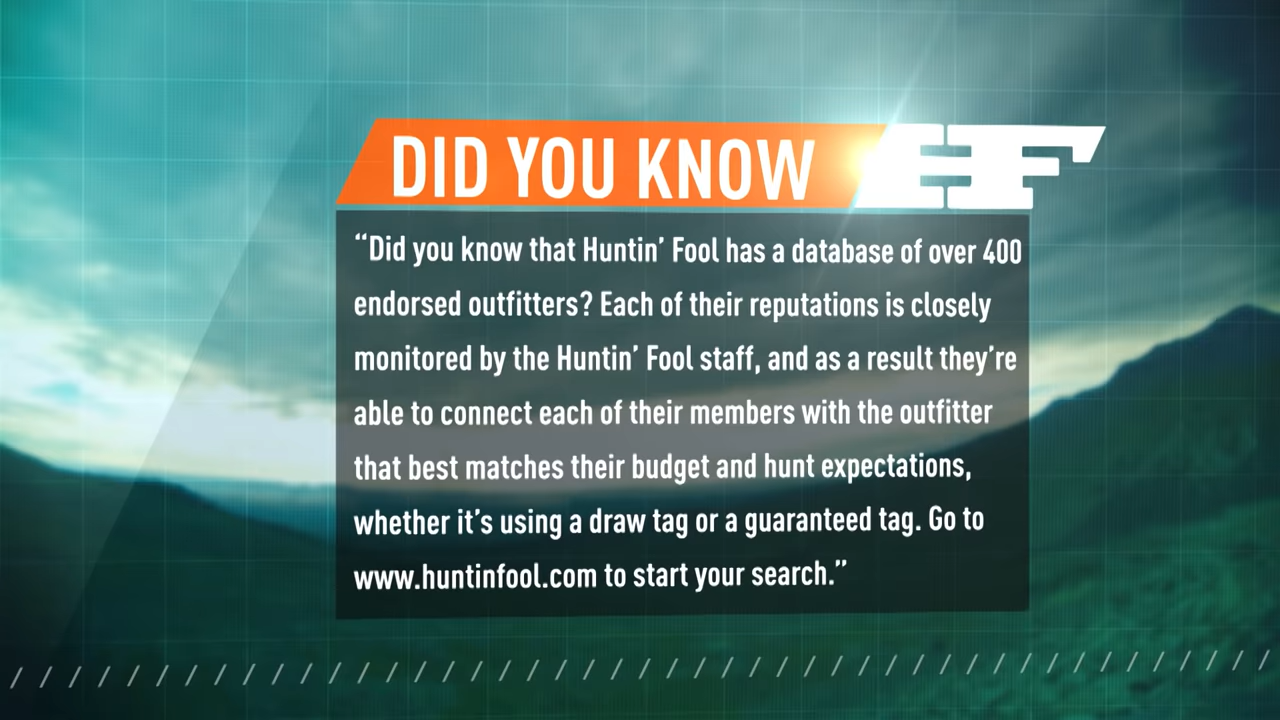 DID YOU KNOW HF
“Did you know that Huntin’ Fool has a database of over 400
endorsed outfitters? Each of their reputations is closely
monitored by the Huntin’ Fool staff, and as a result they’re
able to connect each of their members with the outfitter
that best matches their budget and hunt expectations,
whether it’s using a draw tag or a guaranteed tag. Go to
www.huntinfool.com to start your search.”